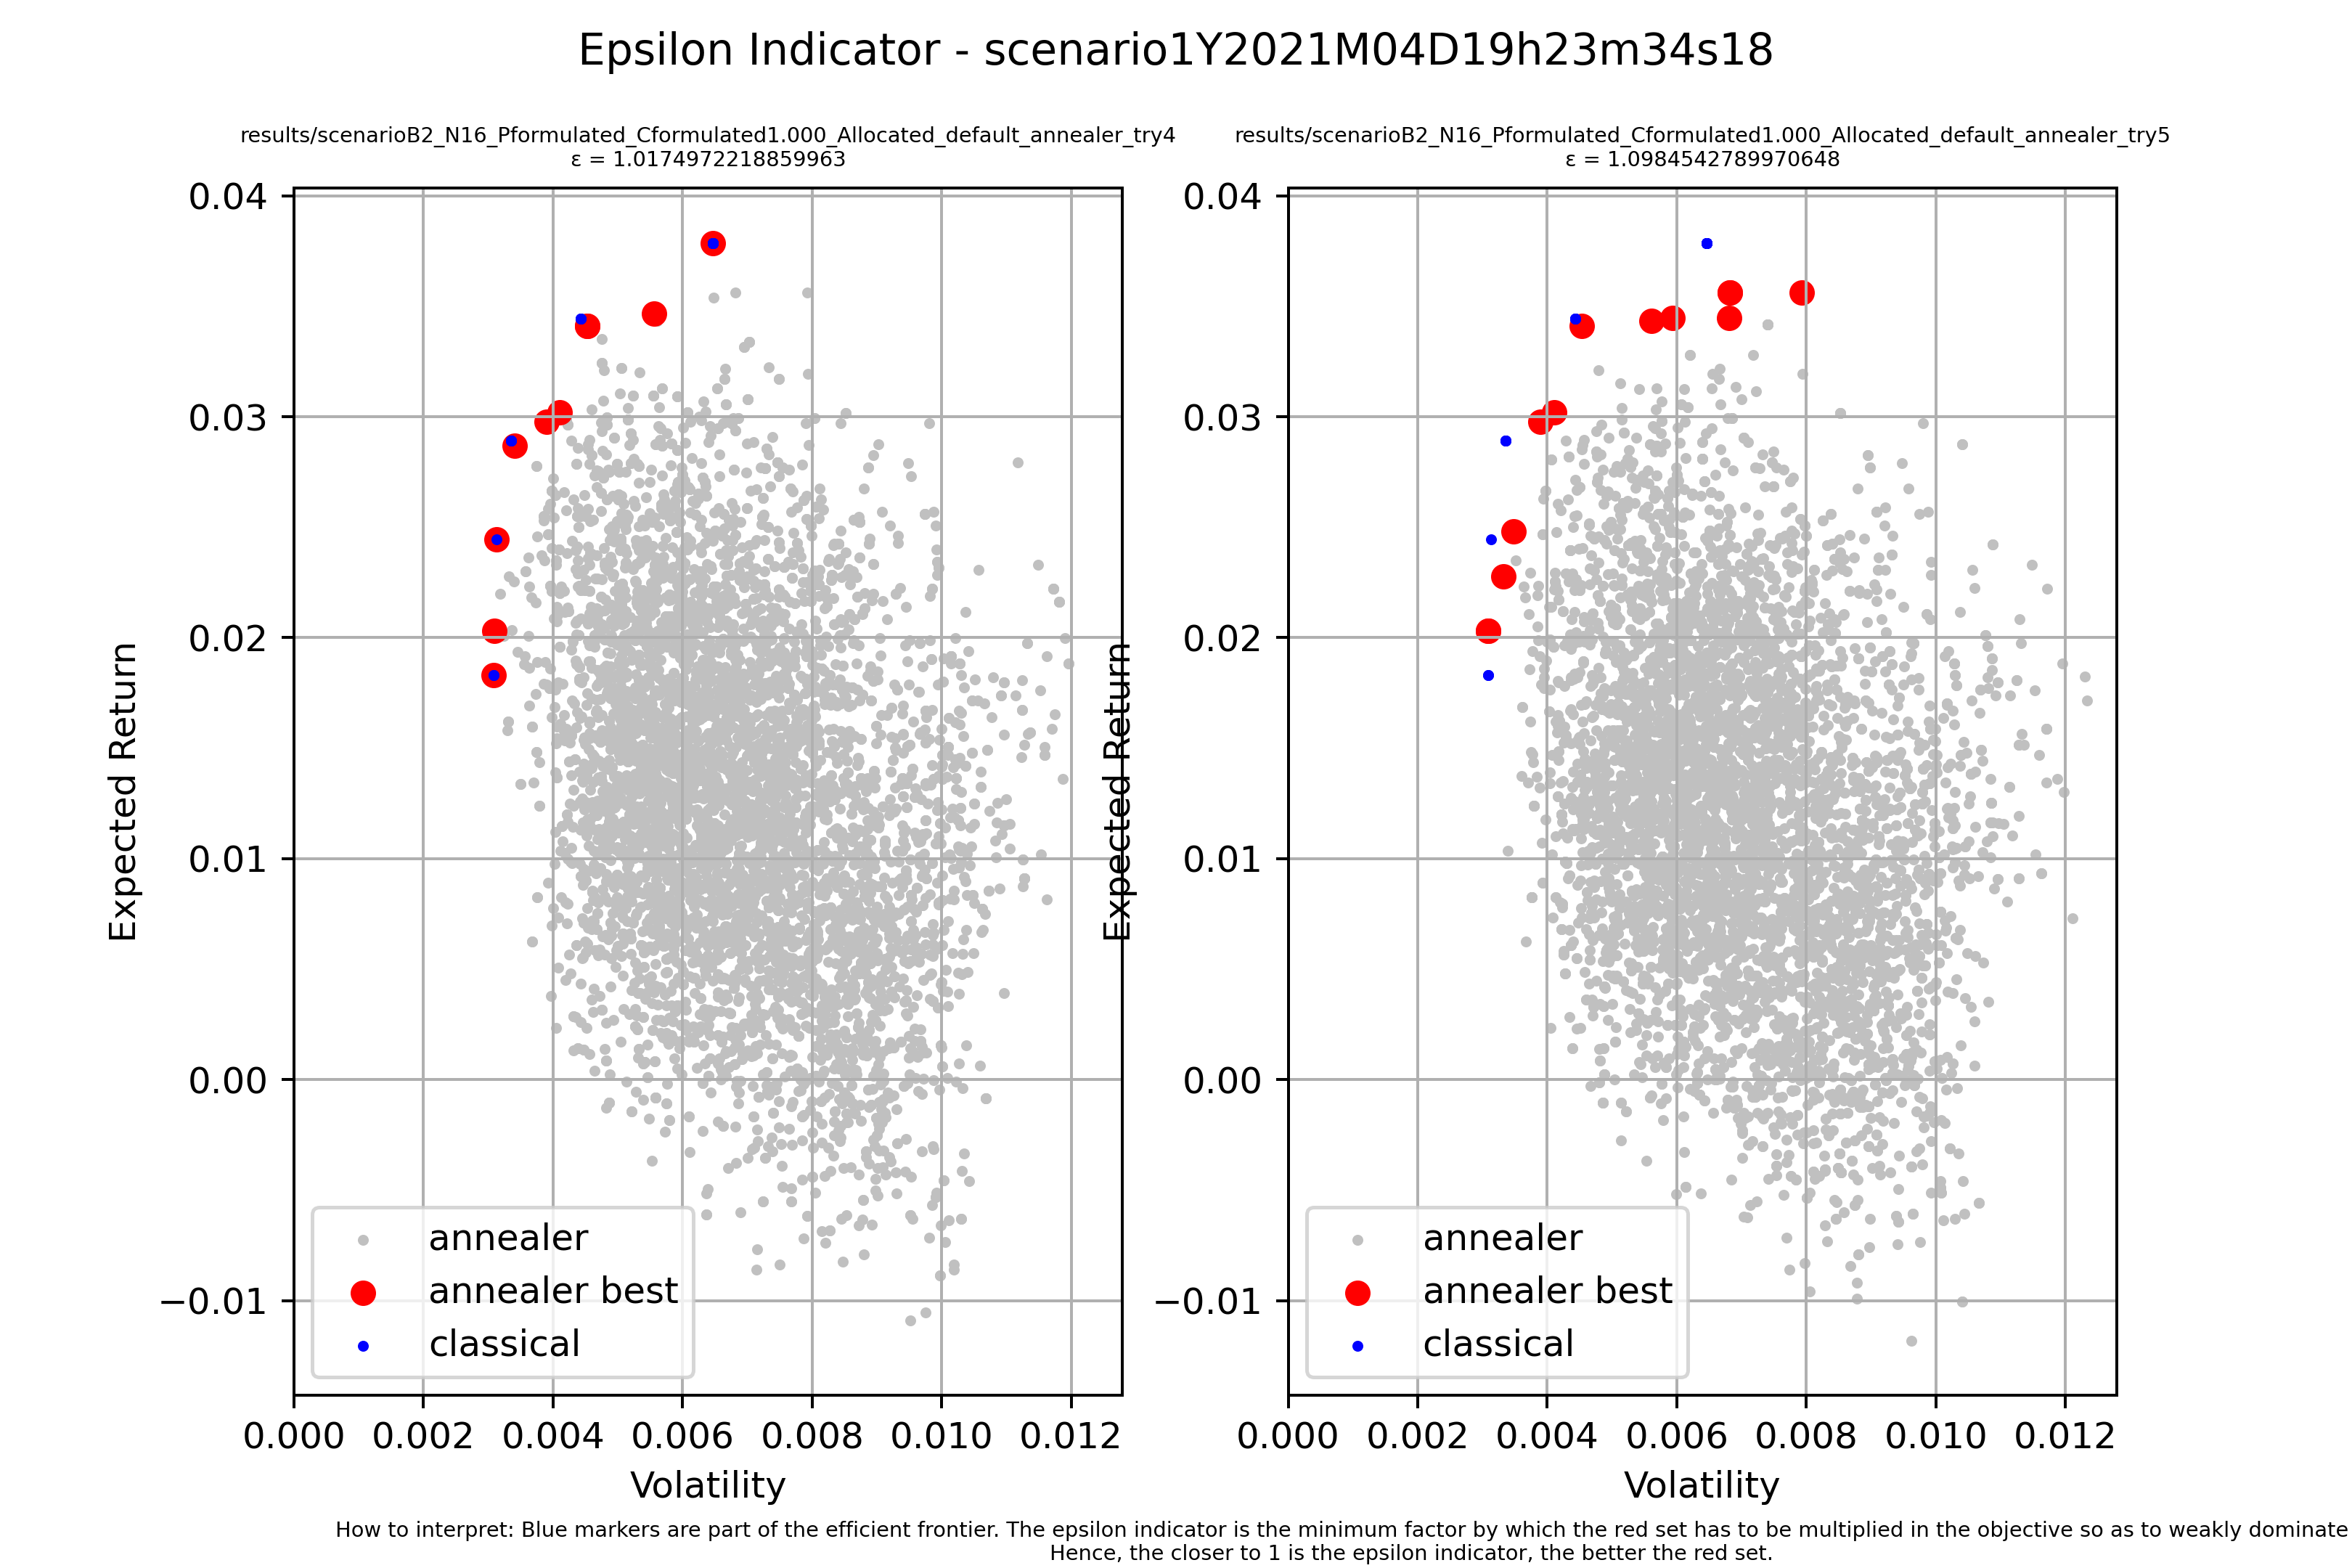 Epsilon Indicator - scenario1Y2021M04D19h23m34s18
results/scenarioB2_N16_Pformulated_Cformulated1.000_Allocated_default_annealer_try4
ε = 1.0174972218859963
0.04
0.03
0.02
0.01
0.00
−0.01
Expected Return
annealer
annealer best
classical
0.000 0.002 0.004 0.006 0.008 0.010 0.012
Volatility
results/scenarioB2_N16_Pformulated_Cformulated1.000_Allocated_default_annealer_try5
ε = 1.0984542789970648
0.04
0.03
0.02
0.01
0.00
−0.01
Expected Return
annealer
annealer best
classical
0.000 0.002 0.004 0.006 0.008 0.010 0.012
Volatility
How to interpret: Blue markers are part of the efficient frontier. The epsilon indicator is the minimum factor by which the red set has to be multiplied in the objective so as to weakly dominate
Hence, the closer to 1 is the epsilon indicator, the better the red set.